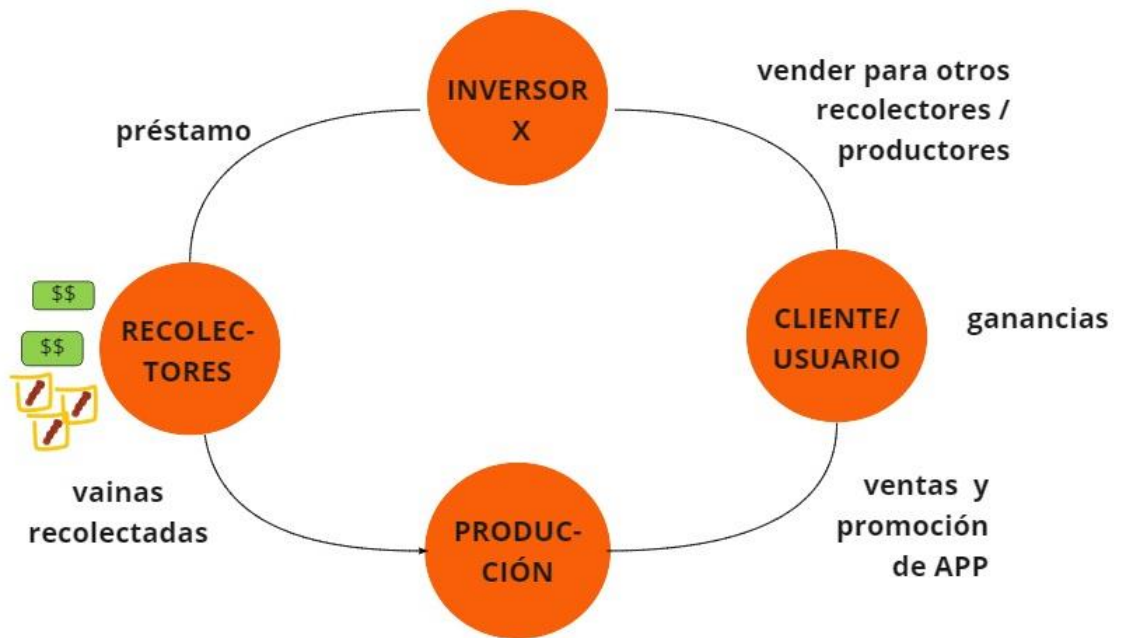 INVERSOR
X
vender para otros
recolectores /
productores
préstamo
$$
$$
RECOLEC-
TORES
CLIENTE/
USUARIO
ganancias
vainas
recolectadas
PRODUC-
CIÓN
ventas y
promoción
de APP